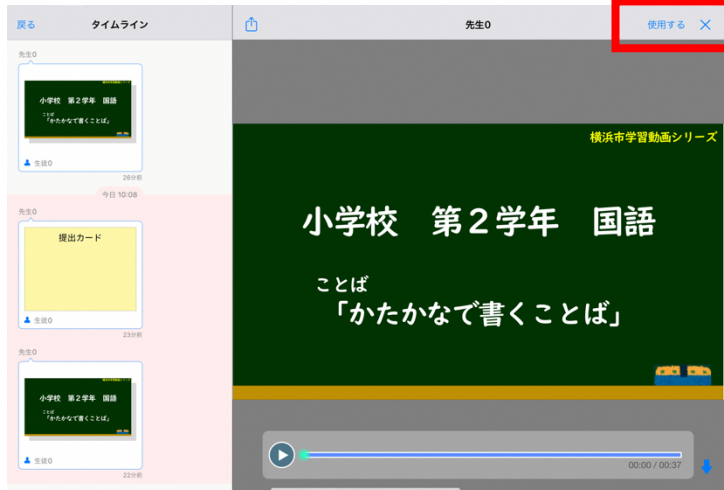 戻る
タイムライン
先生0
小学校 第2学年 国語
ことば
「かたかなで書くことば」
生徒0
26分前
今日 10:08
先生0
提出カード
生徒0
23分前
先生0
小学校 第2学年 国語
ことば
「かたかなで書くことば」
生徒0
22分前
先生0
使用する
横浜市学習動画シリーズ
小学校 第2学年 国語
ことば
「かたかなで書くことば」
00:00 / 00:37